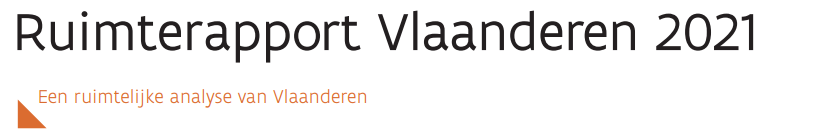 Ruimterapport Vlaanderen 2021
Een ruimtelijke analyse van Vlaanderen